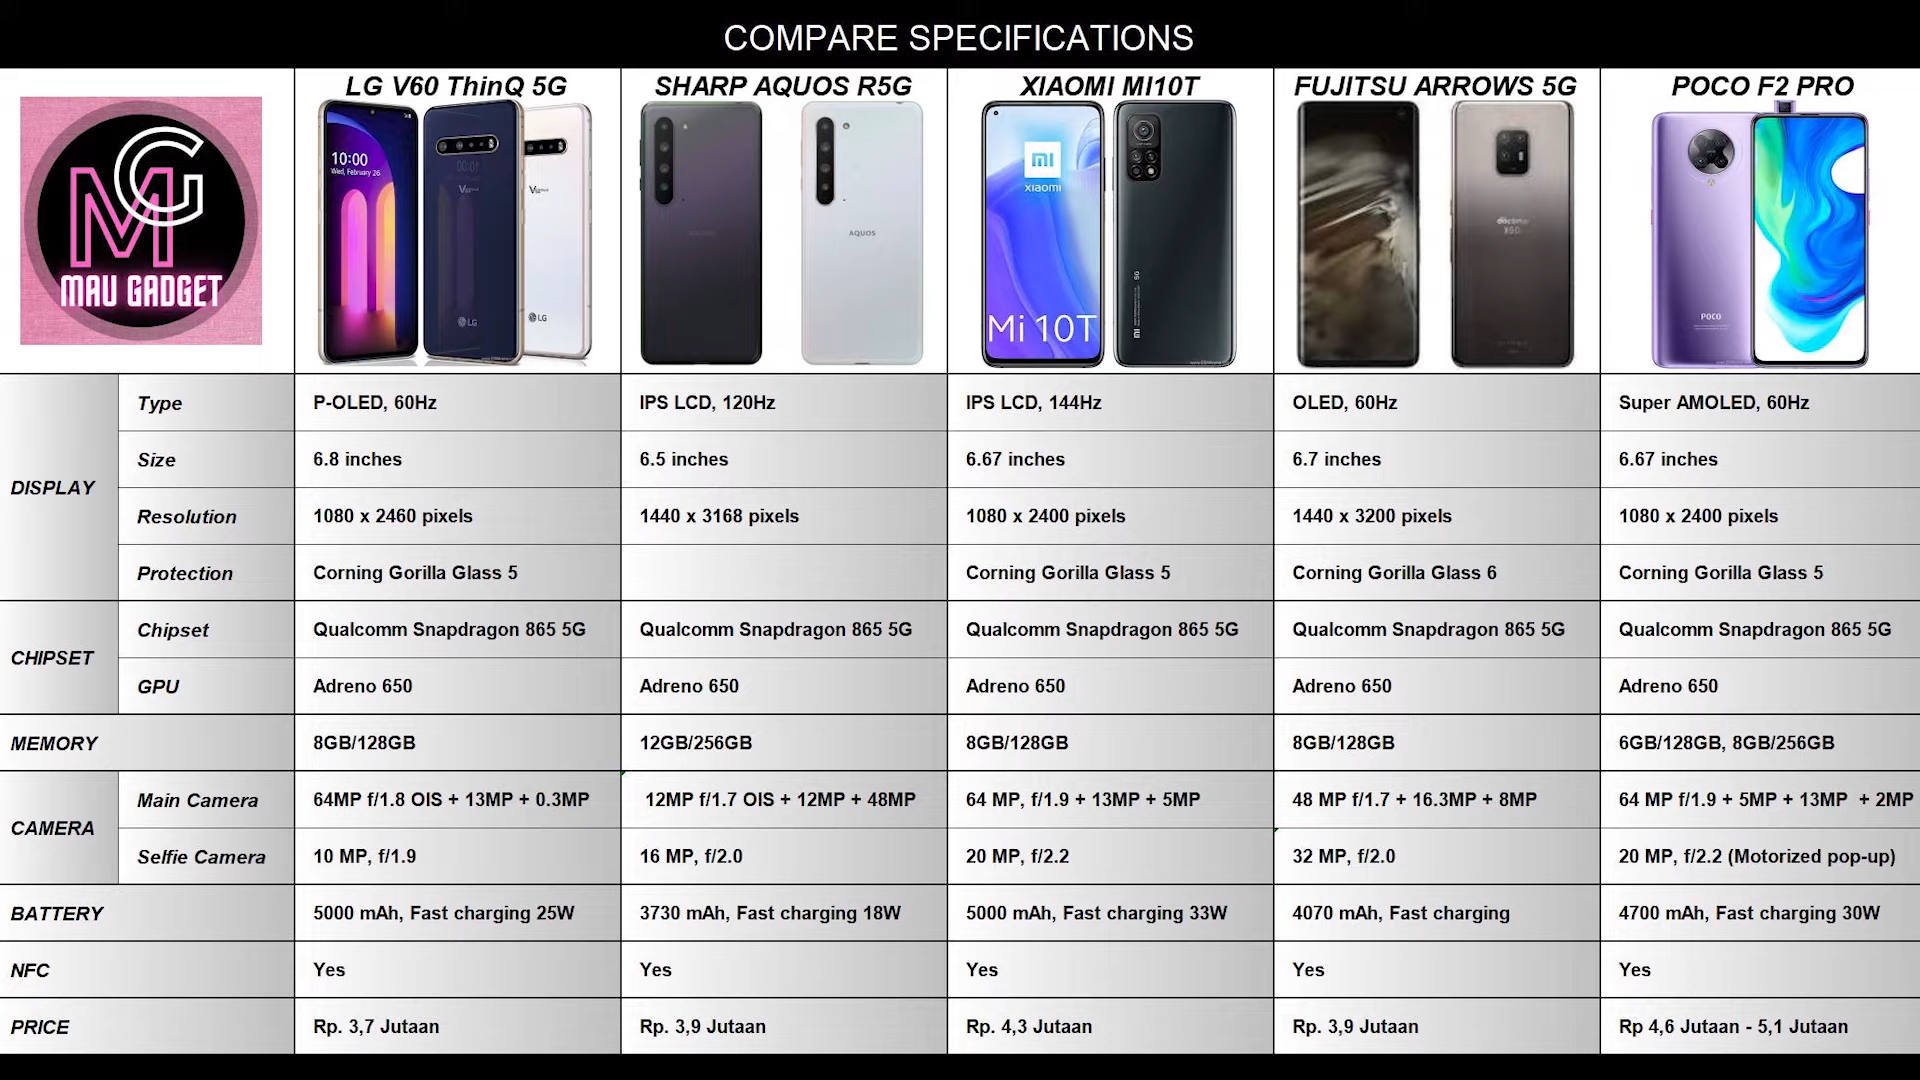 COMPARE SPECIFICATIONS
MG
MAU GADGET
LG V60 ThinQ 5G
SHARP AQUOS R5G
XIAOMI MI10T
FUJITSU ARROWS 5G
POCO F2 PRO
10:00
Wed, February 26
V60
LG
V60
LG
AQUOS
mi
xiaomi
Mi 10T
5G
POCO
DISPLAY
Type
P-OLED, 60Hz
IPS LCD, 120Hz
IPS LCD, 144Hz
OLED, 60Hz
Super AMOLED, 60Hz
Size
6.8 inches
6.5 inches
6.67 inches
6.7 inches
6.67 inches
Resolution
1080 x 2460 pixels
1440 x 3168 pixels
1080 x 2400 pixels
1440 x 3200 pixels
1080 x 2400 pixels
Protection
Corning Gorilla Glass 5
Corning Gorilla Glass 5
Corning Gorilla Glass 6
Corning Gorilla Glass 5
CHIPSET
Chipset
Qualcomm Snapdragon 865 5G
Qualcomm Snapdragon 865 5G
Qualcomm Snapdragon 865 5G
Qualcomm Snapdragon 865 5G
Qualcomm Snapdragon 865 5G
GPU
Adreno 650
Adreno 650
Adreno 650
Adreno 650
Adreno 650
MEMORY
8GB/128GB
12GB/256GB
8GB/128GB
8GB/128GB
6GB/128GB, 8GB/256GB
CAMERA
Main Camera
64MP f/1.8 OIS + 13MP + 0.3MP
12MP f/1.7 OIS + 12MP + 48MP
64 MP, f/1.9 + 13MP + 5MP
48 MP f/1.7 + 16.3MP + 8MP
64 MP f/1.9 + 5MP + 13MP + 2MP
Selfie Camera
10 MP, f/1.9
16 MP, f/2.0
20 MP, f/2.2
32 MP, f/2.0
20 MP, f/2.2 (Motorized pop-up)
BATTERY
5000 mAh, Fast charging 25W
3730 mAh, Fast charging 18W
5000 mAh, Fast charging 33W
4070 mAh, Fast charging
4700 mAh, Fast charging 30W
NFC
Yes
Yes
Yes
Yes
Yes
PRICE
Rp. 3,7 Jutaan
Rp. 3,9 Jutaan
Rp. 4,3 Jutaan
Rp. 3,9 Jutaan
Rp 4,6 Jutaan - 5,1 Jutaan